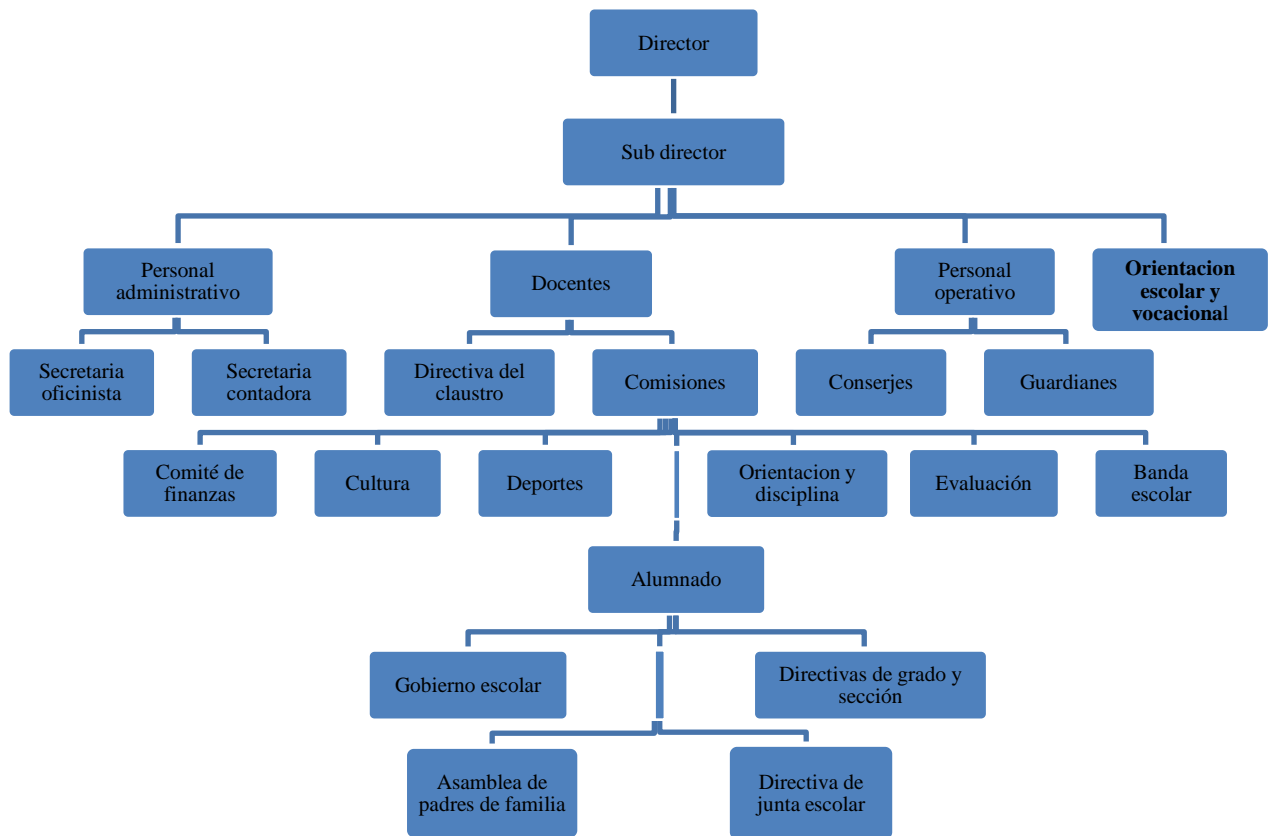 Director
Sub director
Personal
administrativo
Docentes
Personal
operativo
Orientacion
escolar y
vocacional
Secretaria
oficinista
Secretaria
contadora
Directiva del
claustro
Comisiones
Conserjes
Guardianes
Comité de
finanzas
Cultura
Deportes
Orientacion y
disciplina
Evaluación
Banda
escolar
Alumnado
Gobierno escolar
Directivas de grado y
sección
Asamblea de
padres de familia
Directiva de
junta escolar